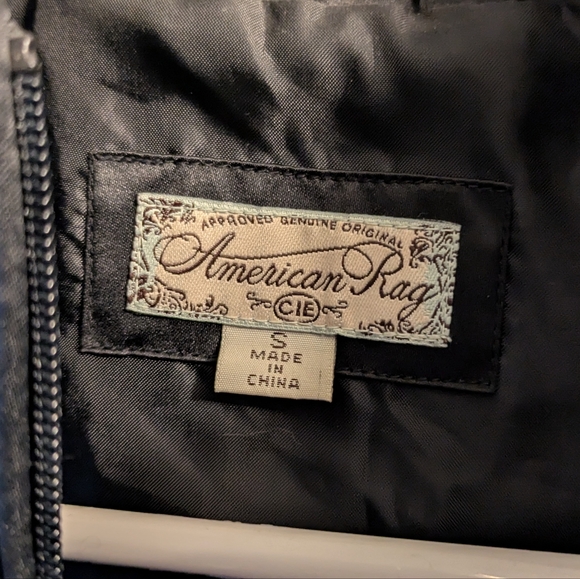 APPROVED GENUINE ORIGINAL
American Rag
CIE
S
MADE
IN
CHINA